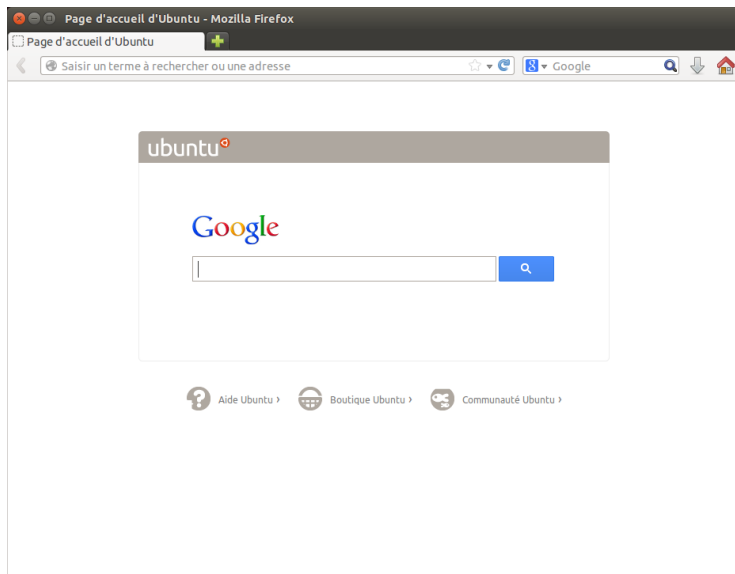 Page d'accueil d'Ubuntu - Mozilla Firefox
Page d'accueil d'Ubuntu
Saisir un terme à rechercher ou une adresse
8 Google
ubuntu
Google
Aide Ubuntu › Boutique Ubuntu › Communauté Ubuntu ›